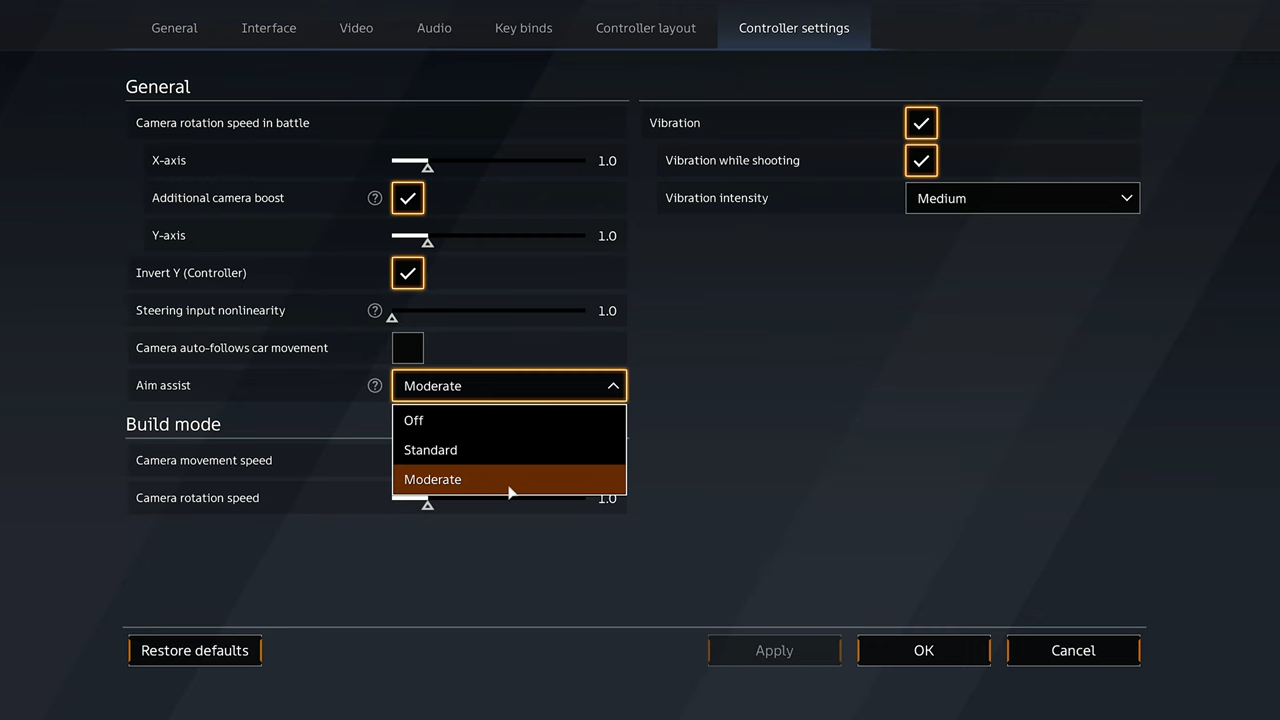 General Interface Video Audio Key binds Controller layout Controller settings
General
Camera rotation speed in battle
X-axis 1.0
Additional camera boost ?
Y-axis 1.0
Invert Y (Controller)
Steering input nonlinearity ? 1.0
Camera auto-follows car movement
Aim assist ? Moderate
Off
Standard
Moderate
Build mode
Camera movement speed
Camera rotation speed 1.0
Vibration
Vibration while shooting
Vibration intensity Medium
Restore defaults Apply OK Cancel